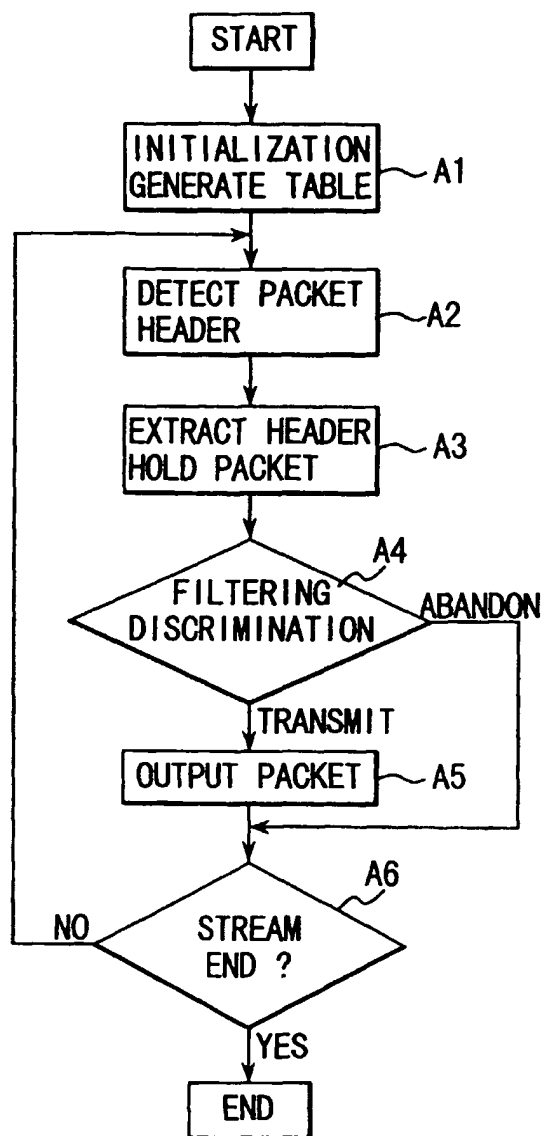 START
INITIALIZATION
GENERATE TABLE
A1
DETECT PACKET
HEADER
A2
EXTRACT HEADER
HOLD PACKET
A3
A4
FILTERING
DISCRIMINATION
ABANDON
TRANSMIT
OUTPUT PACKET
A5
A6
NO
STREAM
END ?
YES
END